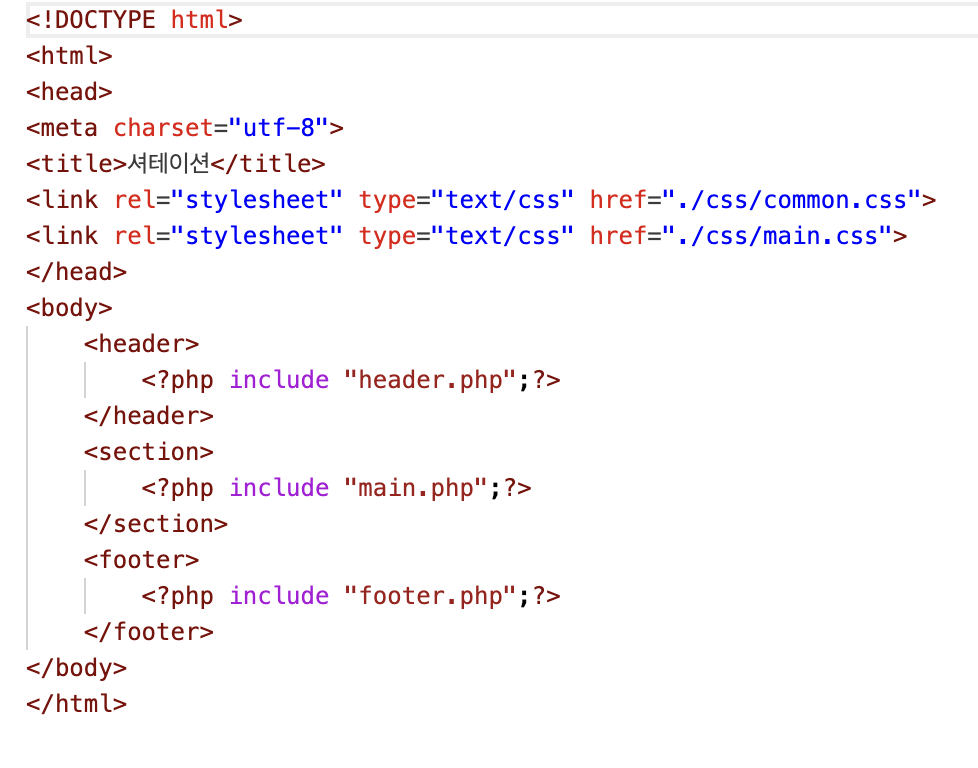 <!DOCTYPE html>
<html>
<head>
<meta charset="utf-8">
<title>셔테이션</title>
<link rel="stylesheet" type="text/css" href="./css/common.css">
<link rel="stylesheet" type="text/css" href="./css/main.css">
</head>
<body>
    <header>
        <?php include "header.php";?>
    </header>
    <section>
        <?php include "main.php";?>
    </section>
    <footer>
        <?php include "footer.php";?>
    </footer>
</body>
</html>